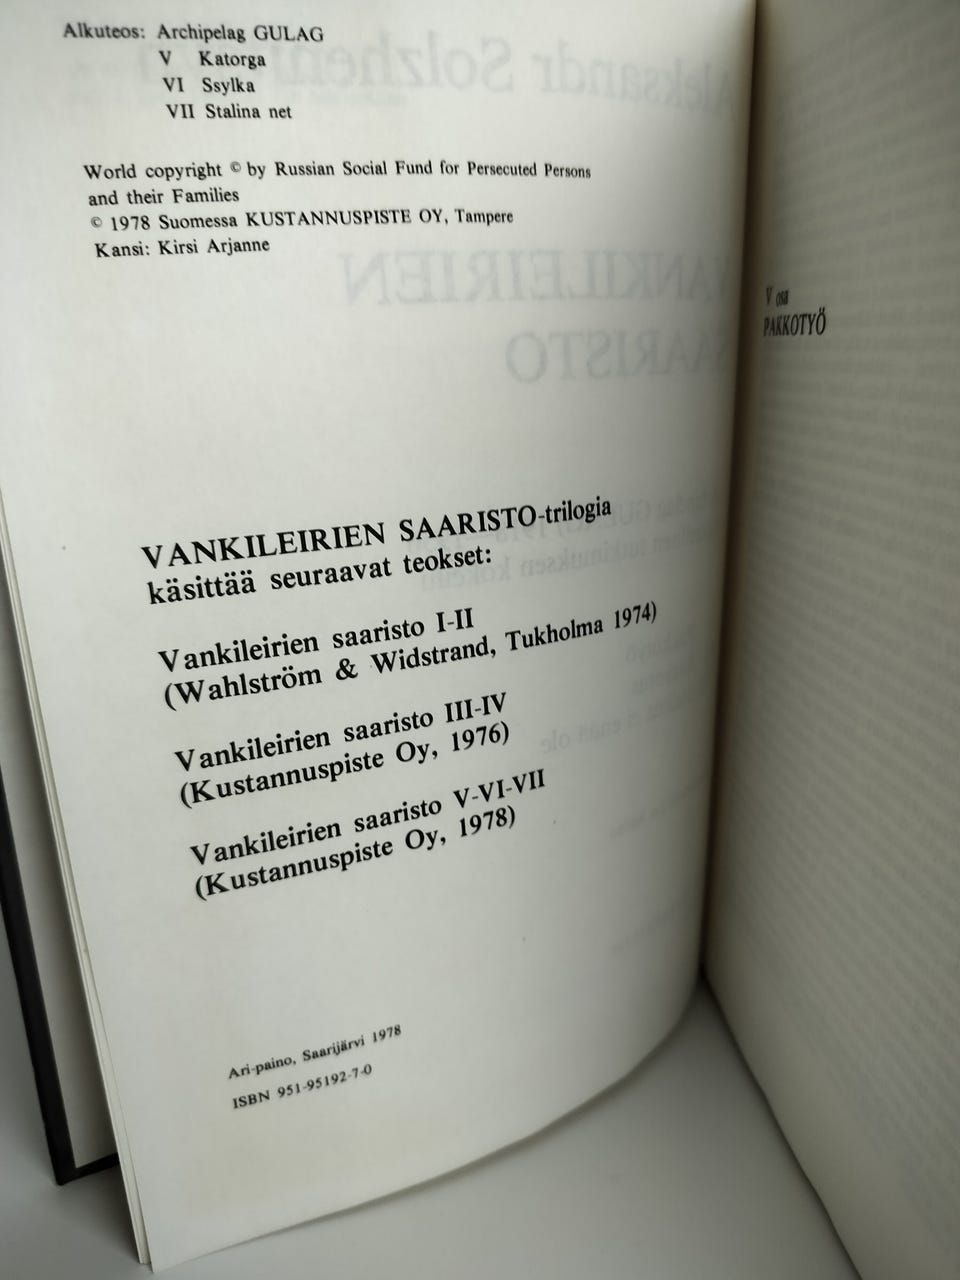 Alkuteos: Archipelag GULAG
V Katorga
VI Ssylka
VII Stalina net
World copyright © by Russian Social Fund for Persecuted Persons
and their Families
© 1978 Suomessa KUSTANNUSPISTE OY, Tampere
Kansi: Kirsi Arjanne
VANKILEIRIEN SAARISTO-trilogia
käsittää seuraavat teokset:
Vankileirien saaristo I-II
(Wahlström & Widstrand, Tukholma 1974)
Vankileirien saaristo III-IV
(Kustannuspiste Oy, 1976)
Vankileirien saaristo V-VI-VII
(Kustannuspiste Oy, 1978)
Ari-paino, Saarijärvi 1978
ISBN 951-95192-7-0
V osa
PAKKOTYÖ